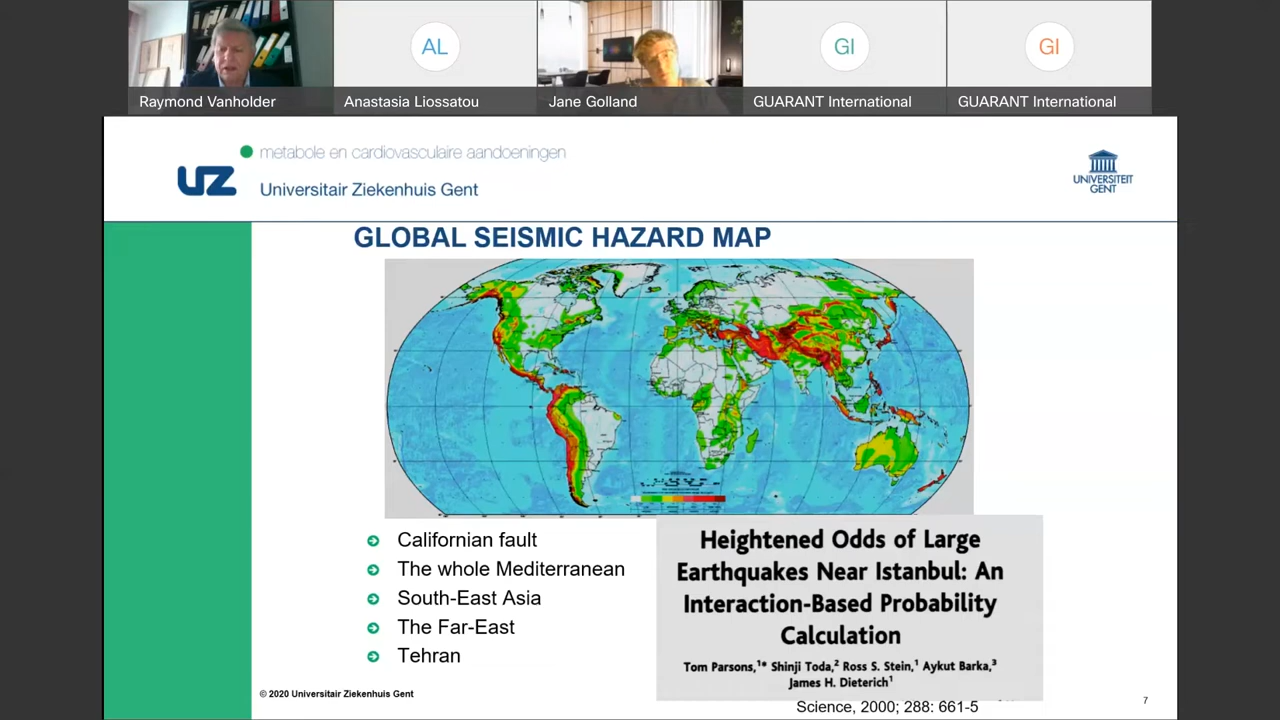 AL
GI
GI
Raymond Vanholder
Anastasia Liossatou
Jane Golland
GUARANT International
GUARANT International
metabole en cardiovasculaire aandoeningen
UZ
Universitair Ziekenhuis Gent
UNIVERSITEIT
GENT
GLOBAL SEISMIC HAZARD MAP
Californian fault
The whole Mediterranean
South-East Asia
The Far-East
Tehran
Heightened Odds of Large
Earthquakes Near Istanbul: An
Interaction-Based Probability
Calculation
Tom Parsons,1* Shinji Toda,2 Ross S. Stein,1 Aykut Barka,3
James H. Dieterich1
© 2020 Universitair Ziekenhuis Gent
Science, 2000; 288: 661-5
7